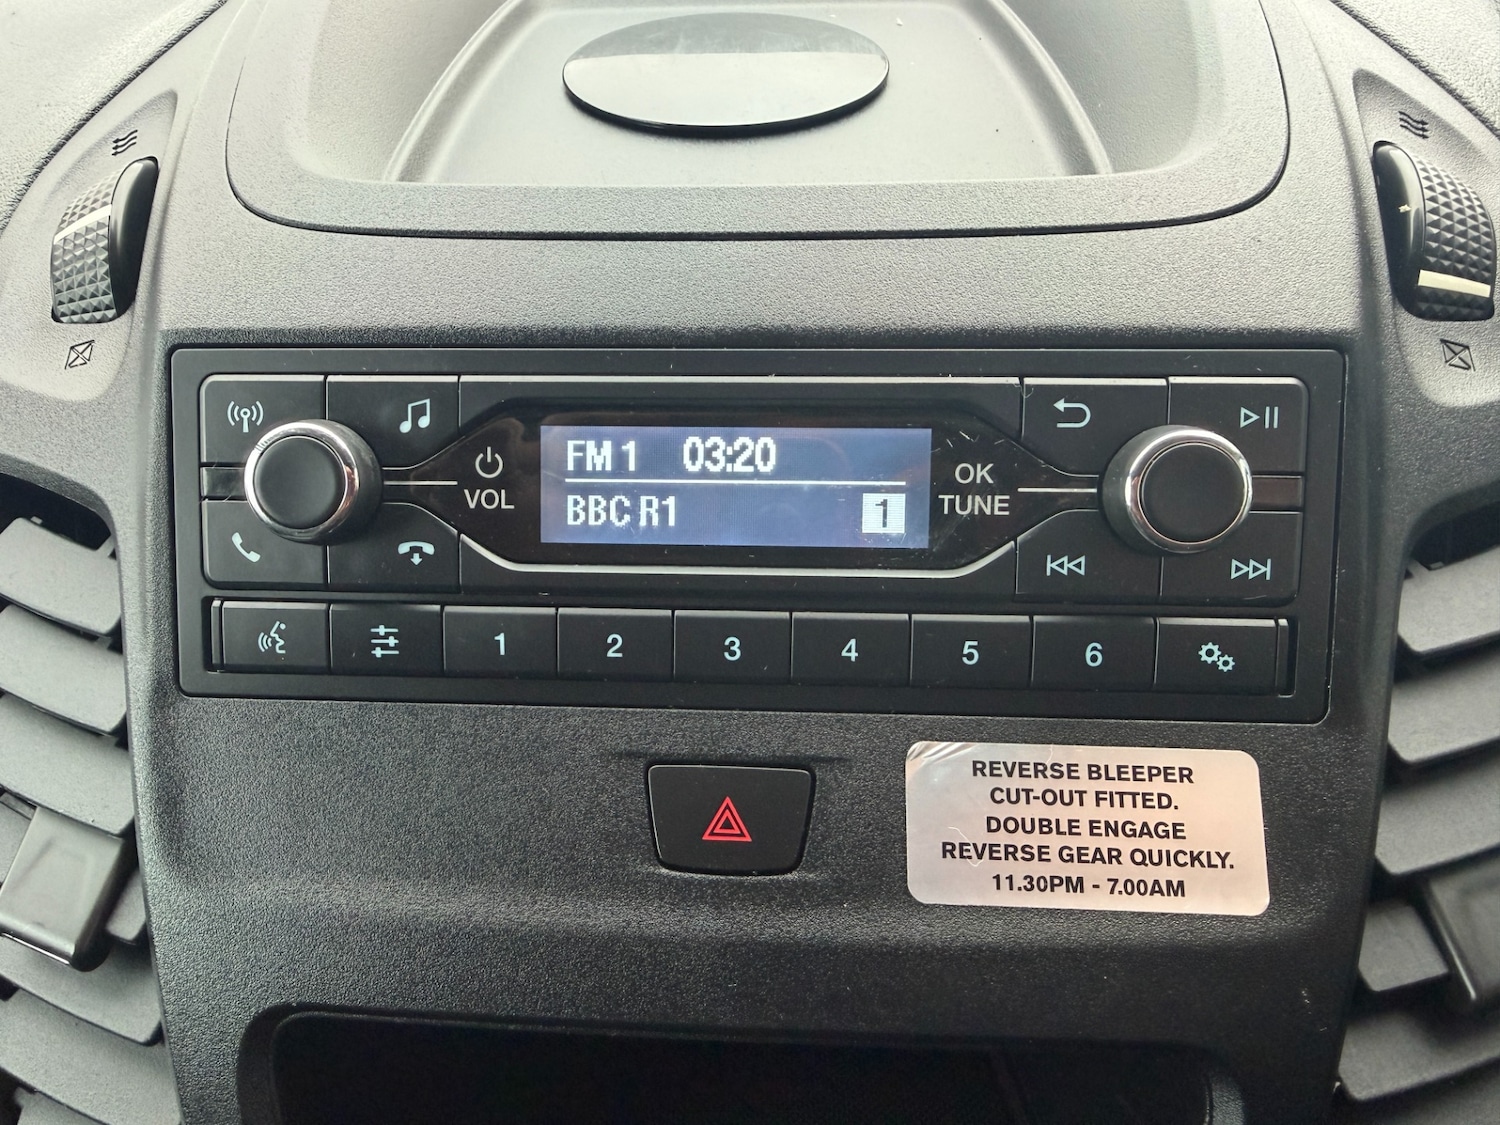 FM 1 03:20
VOL
BBC R1 1
OK
TUNE
1 2 3 4 5 6
REVERSE BLEEPER
CUT-OUT FITTED.
DOUBLE ENGAGE
REVERSE GEAR QUICKLY.
11.30PM - 7.00AM